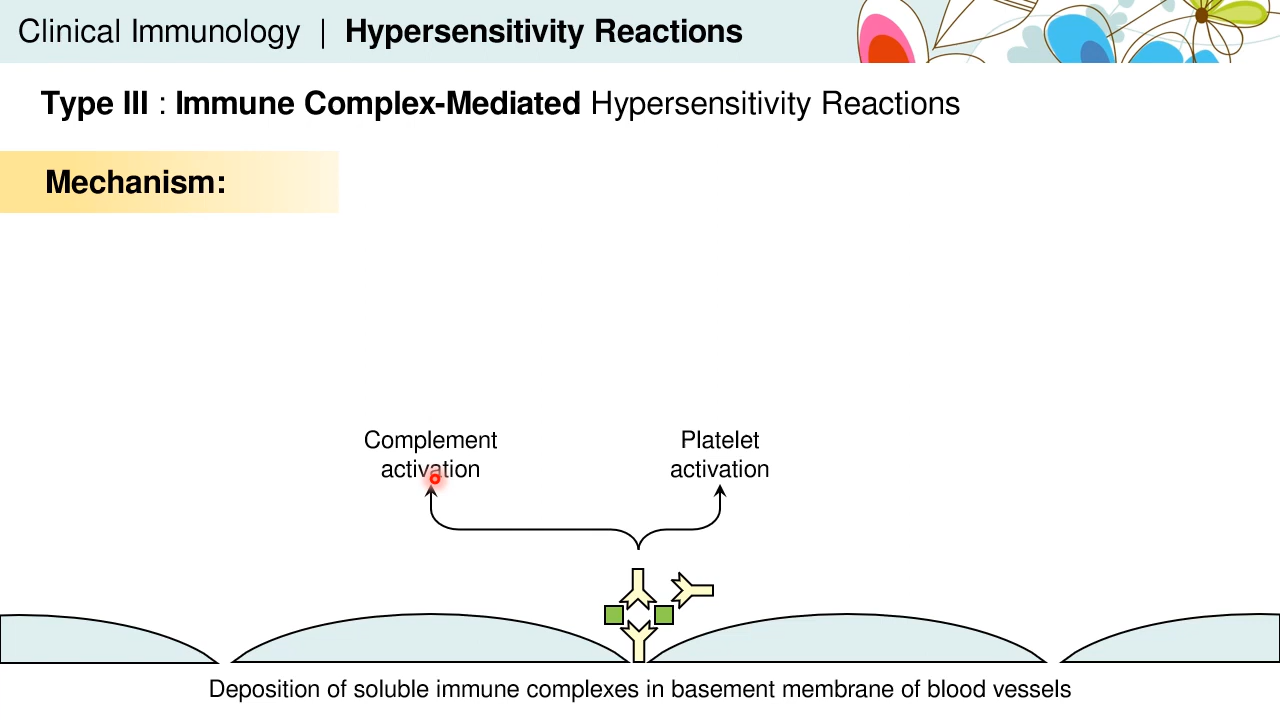 Clinical Immunology | Hypersensitivity Reactions
Type III : Immune Complex-Mediated Hypersensitivity Reactions
Mechanism:
Complement
activation
Platelet
activation
Deposition of soluble immune complexes in basement membrane of blood vessels